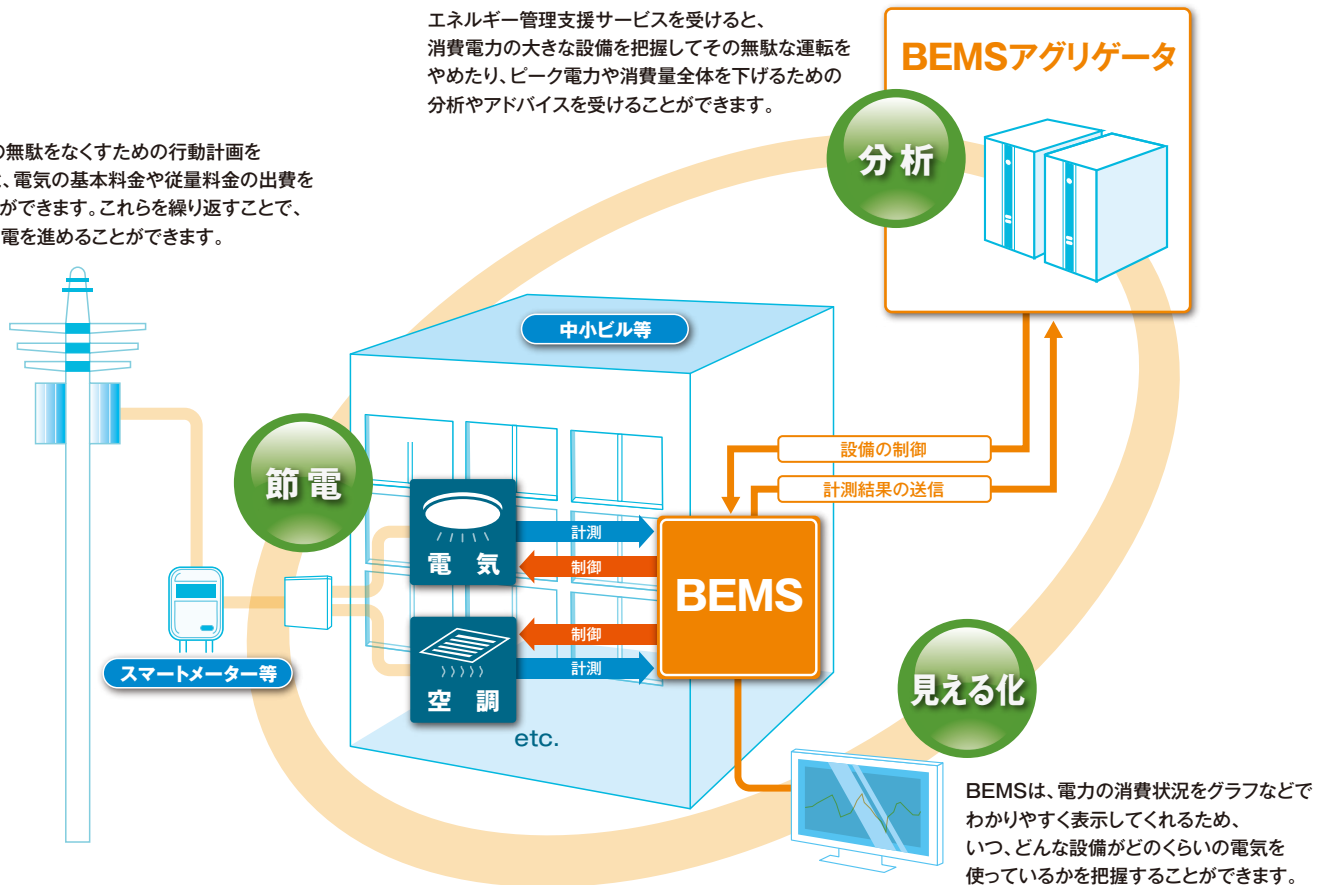 エネルギー管理支援サービスを受けると、
消費電力の大きな設備を把握してその無駄な運転を
やめたり、ピーク電力や消費量全体を下げるための
分析やアドバイスを受けることができます。
BEMSアグリゲータ
分析
の無駄をなくすための行動計画を
、電気の基本料金や従量料金の出費を
ができます。これらを繰り返すことで、
電を進めることができます。
中小ビル等
設備の制御
計測結果の送信
節電
計測
電気
制御
BEMS
制御
計測
空調
etc.
スマートメーター等
見える化
BEMSは、電力の消費状況をグラフなどで
わかりやすく表示してくれるため、
いつ、どんな設備がどのくらいの電気を
使っているかを把握することができます。